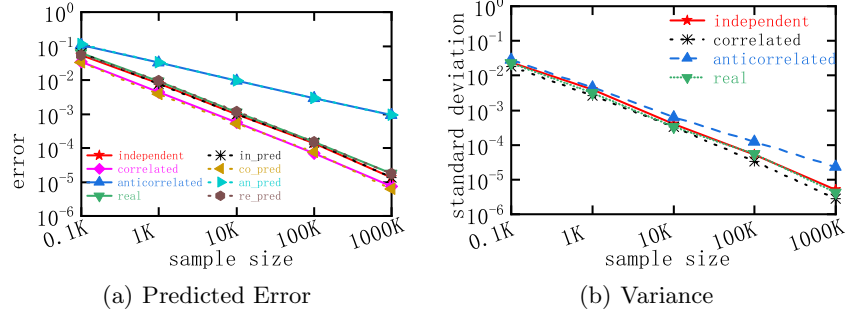 10^0
10^-1
10^-2
10^-3
10^-4
10^-5
10^-6
error
independent
correlated
anticorrelated
real
in_pred
co_pred
an_pred
re_pred
0.1K 1K 10K 100K 1000K
sample size
(a) Predicted Error
10^0
10^-1
10^-2
10^-3
10^-4
10^-5
10^-6
standard deviation
independent
correlated
anticorrelated
real
0.1K 1K 10K 100K 1000K
sample size
(b) Variance